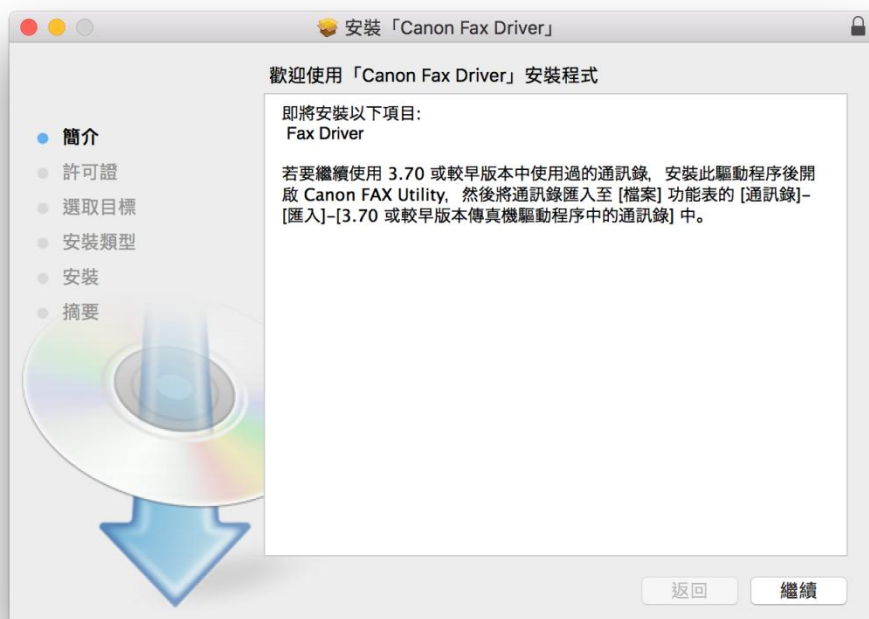 安裝「Canon Fax Driver」
歡迎使用「Canon Fax Driver」安裝程式
簡介
許可證
選取目標
安裝類型
安裝
摘要
即將安裝以下項目:
Fax Driver
若要繼續使用 3.70 或較早版本中使用過的通訊錄，安裝此驅動程序後開
啟 Canon FAX Utility，然後將通訊錄匯入至 [檔案] 功能表的 [通訊錄]-
[匯入]-[3.70 或較早版本傳真機驅動程序中的通訊錄] 中。
返回
繼續